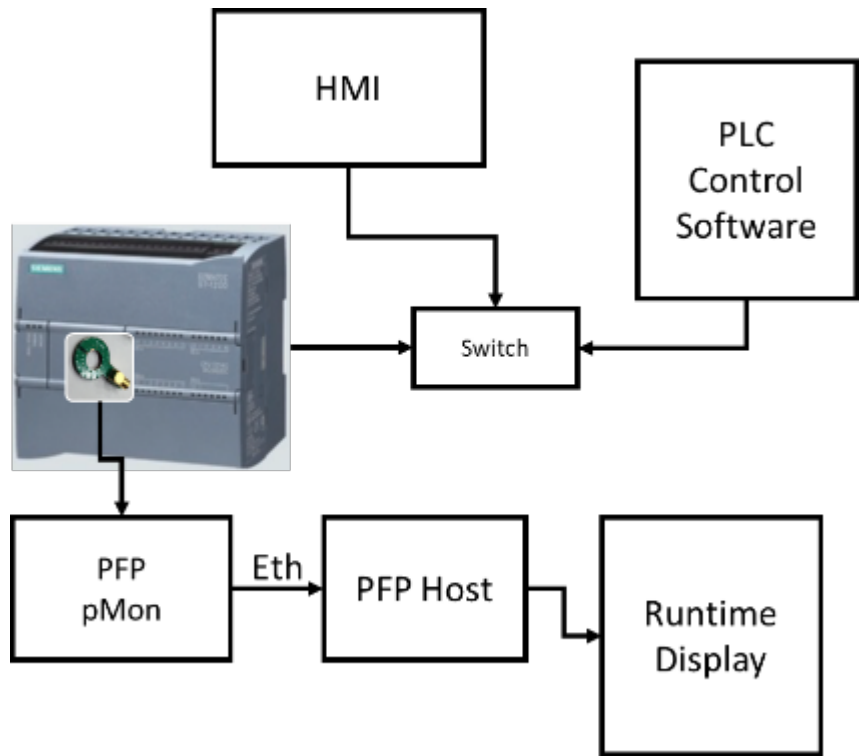 HMI
PLC
Control
Software
SIEMENS
Switch
PFP
pMon
Eth
PFP Host
Runtime
Display